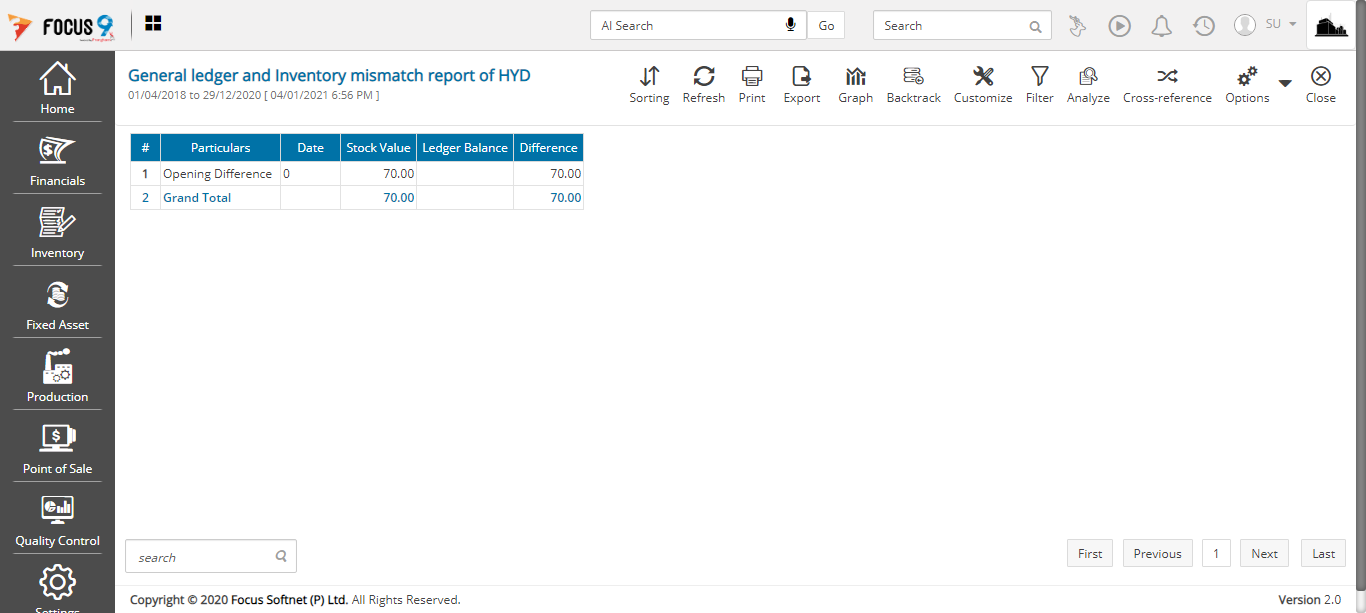 FOCUS 9
AI Search
Go
Search
SU
Home
Financials
Inventory
Fixed Asset
Production
Point of Sale
Quality Control
Settings
General ledger and Inventory mismatch report of HYD
01/04/2018 to 29/12/2020 [ 04/01/2021 6:56 PM ]
Sorting Refresh Print Export Graph Backtrack Customize Filter Analyze Cross-reference Options Close
# Particulars Date Stock Value Ledger Balance Difference
1 Opening Difference 0 70.00 70.00
2 Grand Total 70.00 70.00
search
First Previous 1 Next Last
Copyright © 2020 Focus Softnet (P) Ltd. All Rights Reserved.
Version 2.0